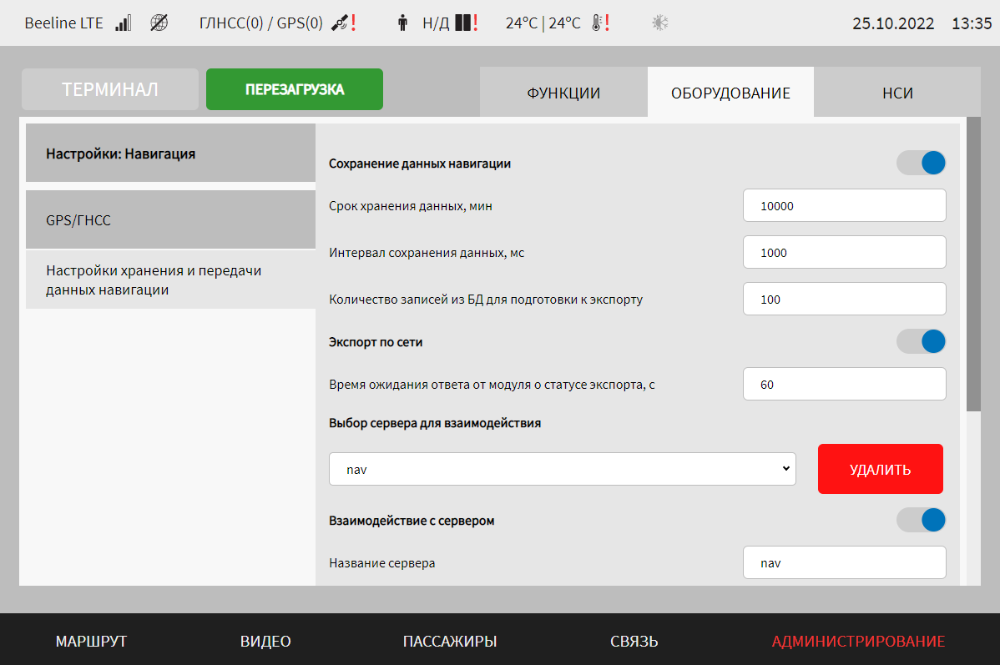 Beeline LTE ГЛНСС(0) / GPS(0) ! Н/Д ! 24°C | 24°C ! 25.10.2022 13:35
ТЕРМИНАЛ ПЕРЕЗАГРУЗКА ФУНКЦИИ ОБОРУДОВАНИЕ НСИ
Настройки: Навигация
GPS/ГНСС
Настройки хранения и передачи
данных навигации
Сохранение данных навигации
Срок хранения данных, мин 10000
Интервал сохранения данных, мс 1000
Количество записей из БД для подготовки к экспорту 100
Экспорт по сети
Время ожидания ответа от модуля о статусе экспорта, с 60
Выбор сервера для взаимодействия
nav УДАЛИТЬ
Взаимодействие с сервером
Название сервера nav
МАРШРУТ ВИДЕО ПАССАЖИРЫ СВЯЗЬ АДМИНИСТРИРОВАНИЕ